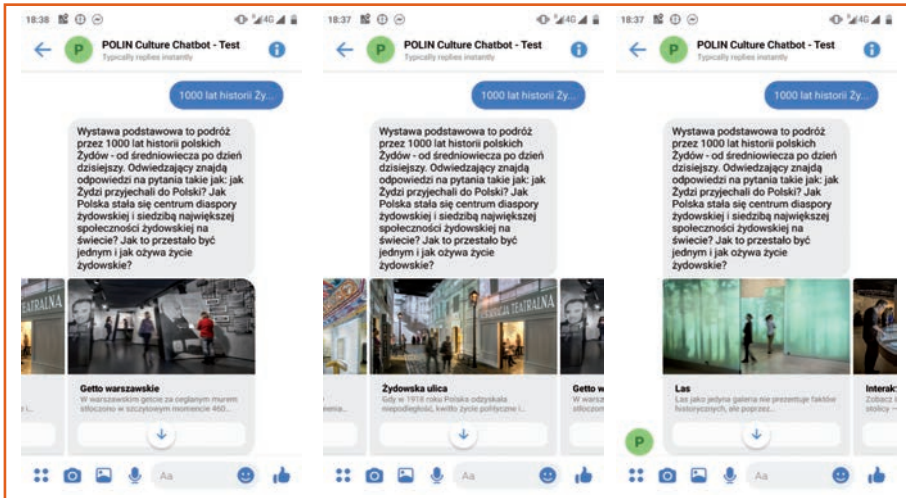 18:38
4G
P
POLIN Culture Chatbot - Test
Typically replies instantly
1000 lat historii Ży...
Wystawa podstawowa to podróż
przez 1000 lat historii polskich
Żydów - od średniowiecza po dzień
dzisiejszy. Odwiedzający znajdą
odpowiedzi na pytania takie jak: jak
Żydzi przyjechali do Polski? Jak
Polska stała się centrum diaspory
żydowskiej i siedzibą największej
społeczności żydowskiej na
świecie? Jak to przestało być
jednym i jak ożywa życie
żydowskie?
EATRALNA
Getto warszawskie
W warszawskim getcie za ceglanym murem
stłoczono w szczytowym momencie 460...
i...
Aa
18:37
4G
P
POLIN Culture Chatbot - Test
Typically replies instantly
1000 lat historii Ży...
Wystawa podstawowa to podróż
przez 1000 lat historii polskich
Żydów - od średniowiecza po dzień
dzisiejszy. Odwiedzający znajdą
odpowiedzi na pytania takie jak: jak
Żydzi przyjechali do Polski? Jak
Polska stała się centrum diaspory
żydowskiej i siedzibą największej
społeczności żydowskiej na
świecie? Jak to przestało być
jednym i jak ożywa życie
żydowskie?
TEATRALNA
Żydowska ulica
Gdy w 1918 roku Polska odzyskała
niepodległość, kwitło życie polityczne i...
enia...
Getto w
W warsza
stłoczon
Aa
18:37
4G
P
POLIN Culture Chatbot - Test
Typically replies instantly
1000 lat historii Ży...
Wystawa podstawowa to podróż
przez 1000 lat historii polskich
Żydów - od średniowiecza po dzień
dzisiejszy. Odwiedzający znajdą
odpowiedzi na pytania takie jak: jak
Żydzi przyjechali do Polski? Jak
Polska stała się centrum diaspory
żydowskiej i siedzibą największej
społeczności żydowskiej na
świecie? Jak to przestało być
jednym i jak ożywa życie
żydowskie?
Las
Las jako jedyna galeria nie prezentuje faktów
historycznych, ale poprzez...
Interak
Zobacz i
stolicy —
P
Aa